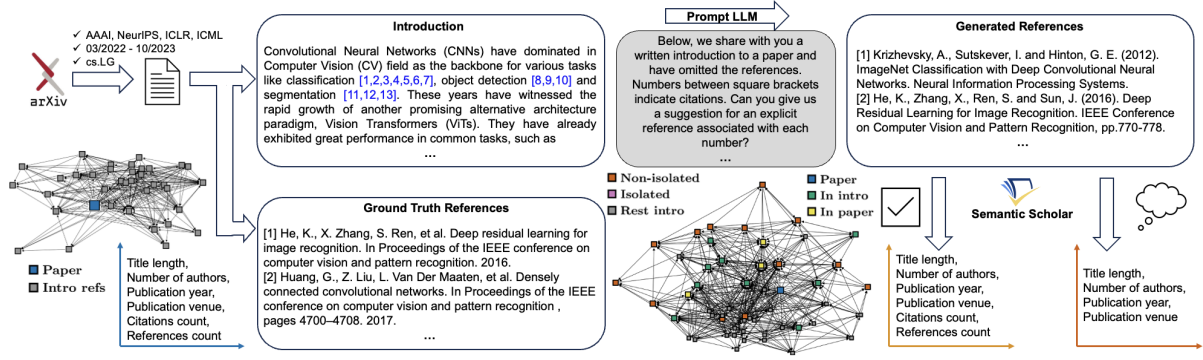 ✓ AAAI, NeurIPS, ICLR, ICML
✓ 03/2022 - 10/2023
✓ cs.LG
arXiv
Paper
Intro refs
Title length,
Number of authors,
Publication year,
Publication venue,
Citations count,
References count
Introduction
Convolutional Neural Networks (CNNs) have dominated in
Computer Vision (CV) field as the backbone for various tasks
like classification [1,2,3,4,5,6,7], object detection [8,9,10] and
segmentation [11,12,13]. These years have witnessed the
rapid growth of another promising alternative architecture
paradigm, Vision Transformers (ViTs). They have already
exhibited great performance in common tasks, such as
...
Ground Truth References
[1] He, K., X. Zhang, S. Ren, et al. Deep residual learning for
image recognition. In Proceedings of the IEEE conference on
computer vision and pattern recognition. 2016.
[2] Huang, G., Z. Liu, L. Van Der Maaten, et al. Densely
connected convolutional networks. In Proceedings of the IEEE
conference on computer vision and pattern recognition ,
pages 4700–4708. 2017.
...
Prompt LLM
Below, we share with you a
written introduction to a paper and
have omitted the references.
Numbers between square brackets
indicate citations. Can you give us
a suggestion for an explicit
reference associated with each
number?
...
Generated References
[1] Krizhevsky, A., Sutskever, I. and Hinton, G. E. (2012).
ImageNet Classification with Deep Convolutional Neural
Networks. Neural Information Processing Systems.
[2] He, K., Zhang, X., Ren, S. and Sun, J. (2016). Deep
Residual Learning for Image Recognition. IEEE Conference
on Computer Vision and Pattern Recognition, pp.770-778.
...
Non-isolated
Isolated
Rest intro
Paper
In intro
In paper
Semantic Scholar
Title length,
Number of authors,
Publication year,
Publication venue,
Citations count,
References count
Title length,
Number of authors,
Publication year,
Publication venue